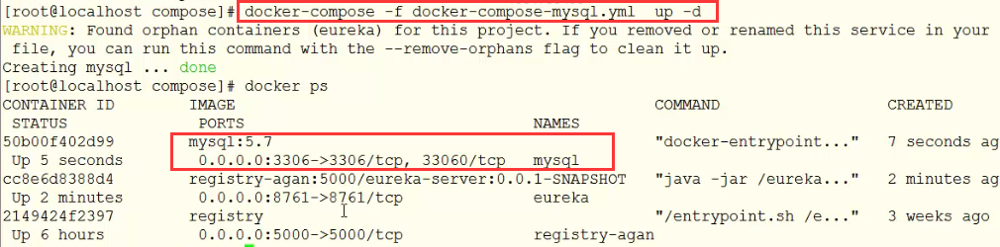 [root@localhost compose]# docker-compose -f docker-compose-mysql.yml  up -d
WARNING: Found orphan containers (eureka) for this project. If you removed or renamed this service in your
 file, you can run this command with the --remove-orphans flag to clean it up.
Creating mysql ... done
[root@localhost compose]# docker ps
CONTAINER ID        IMAGE                                               COMMAND                  CREATED
 STATUS              PORTS                               NAMES
50b00f402d99        mysql:5.7                                           "docker-entrypoint..."   7 seconds ag
 Up 5 seconds        0.0.0.0:3306->3306/tcp, 33060/tcp   mysql
cc8e6d8388d4        registry-agan:5000/eureka-server:0.0.1-SNAPSHOT     "java -jar /eureka..."   2 minutes ag
 Up 2 minutes        0.0.0.0:8761->8761/tcp              eureka
2149424f2397        registry                                            "/entrypoint.sh /e..."   3 weeks ago
 Up 6 hours          0.0.0.0:5000->5000/tcp              registry-agan